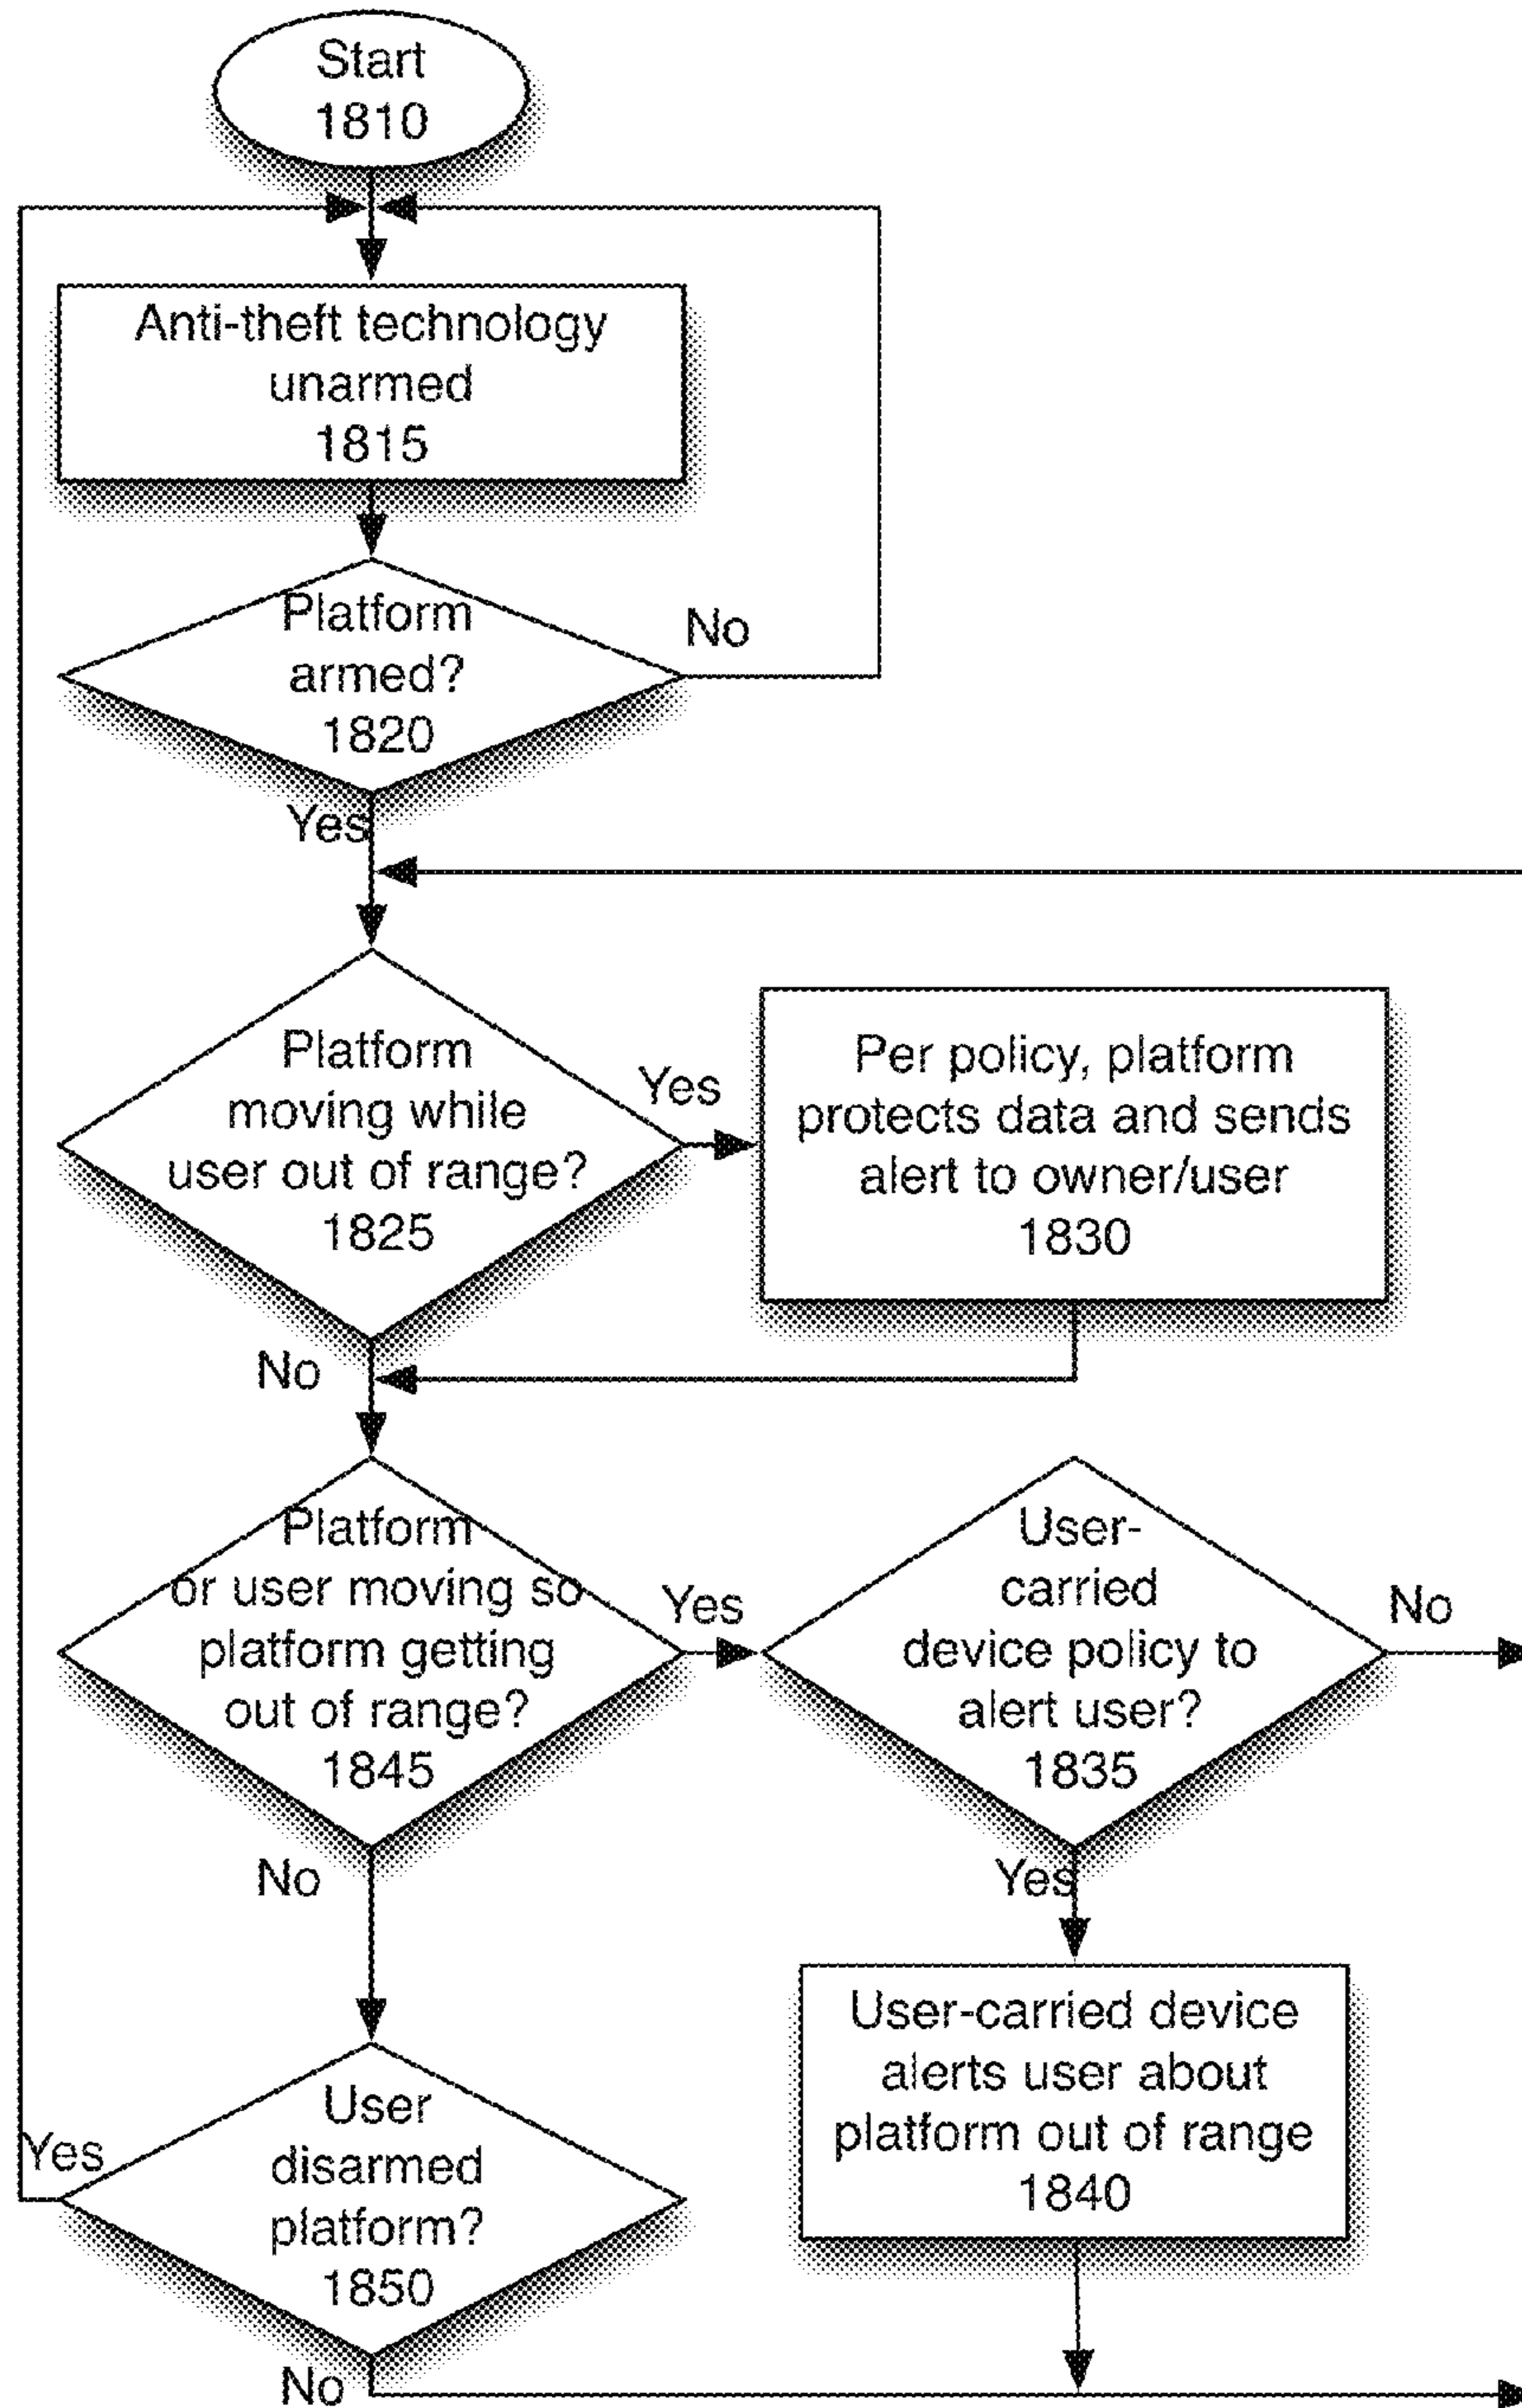 Start
1810
Anti-theft technology
unarmed
1815
Platform
armed?
1820
No
Yes
Platform
moving while
user out of range?
1825
Yes
Per policy, platform
protects data and sends
alert to owner/user
1830
No
Platform
or user moving so
platform getting
out of range?
1845
Yes
User-
carried
device policy to
alert user?
1835
No
No
Yes
User-carried device
alerts user about
platform out of range
1840
User
disarmed
platform?
1850
Yes
No